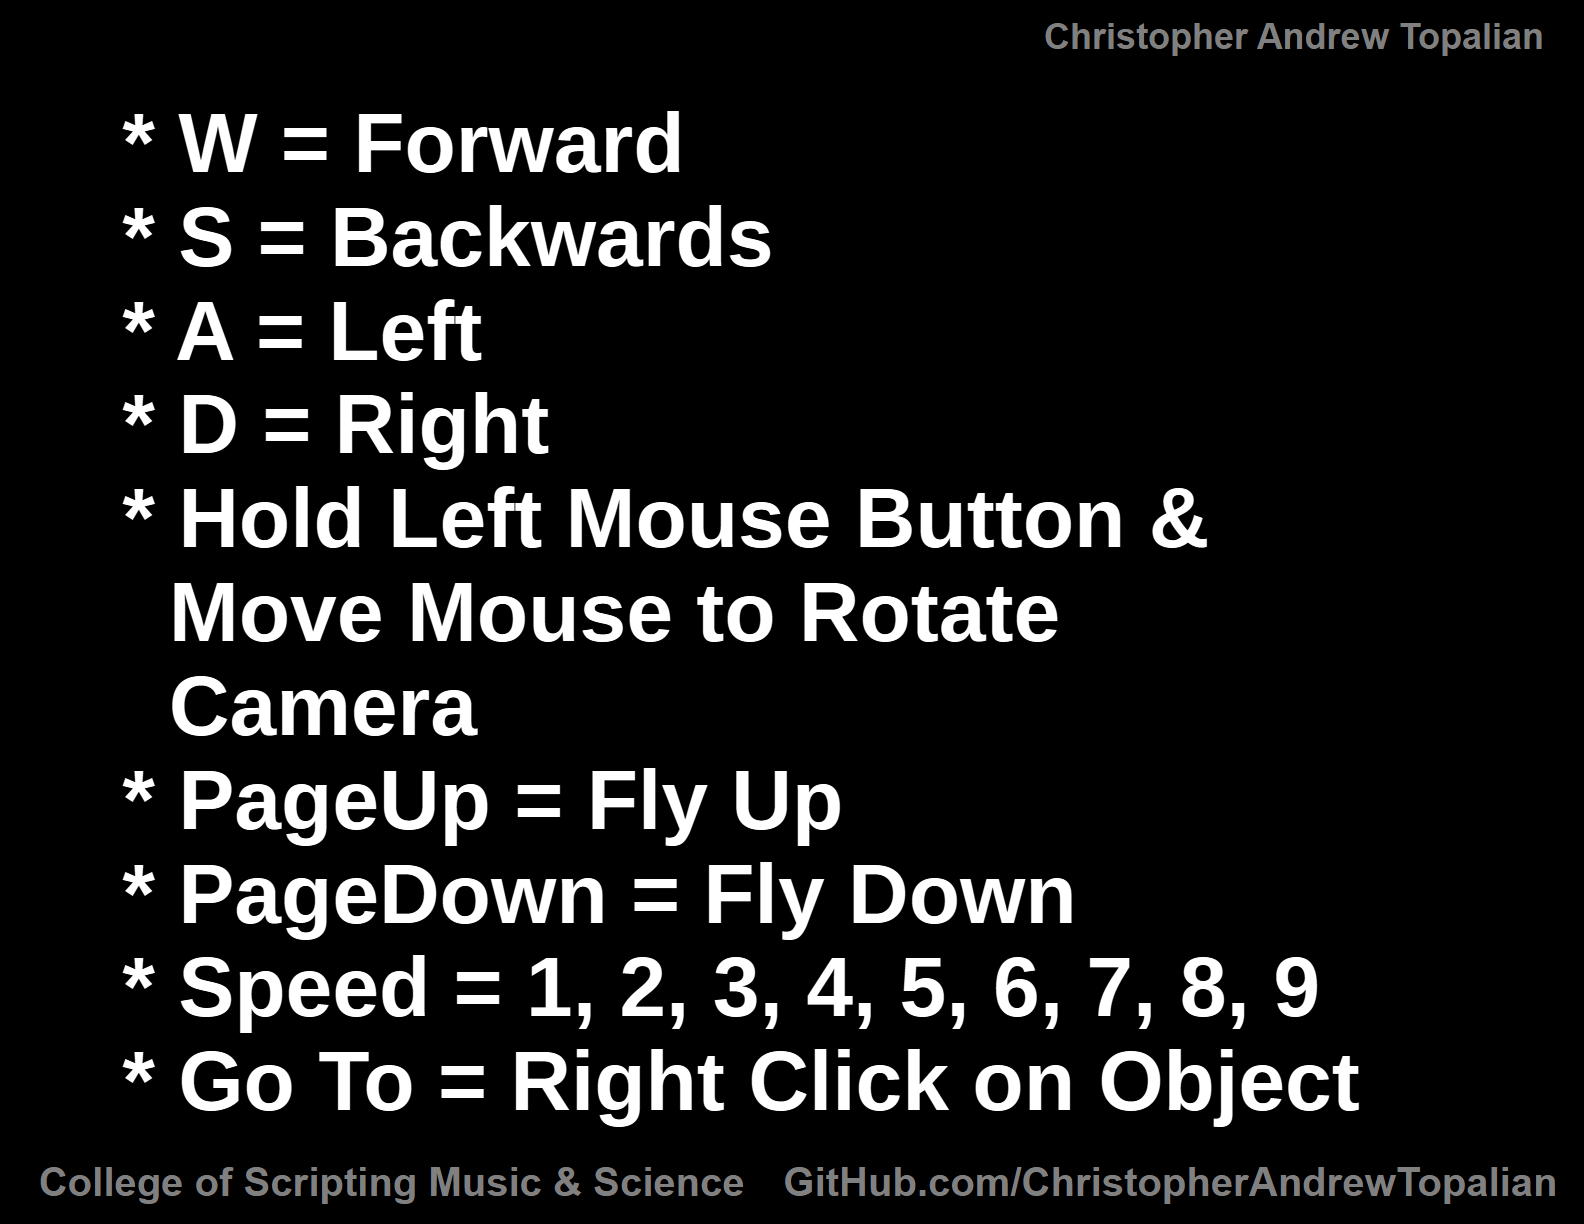 Christopher Andrew Topalian
* W = Forward
* S = Backwards
* A = Left
* D = Right
* Hold Left Mouse Button &
Move Mouse to Rotate
Camera
* PageUp = Fly Up
* PageDown = Fly Down
* Speed = 1, 2, 3, 4, 5, 6, 7, 8, 9
* Go To = Right Click on Object
College of Scripting Music & Science GitHub.com/ChristopherAndrewTopalian